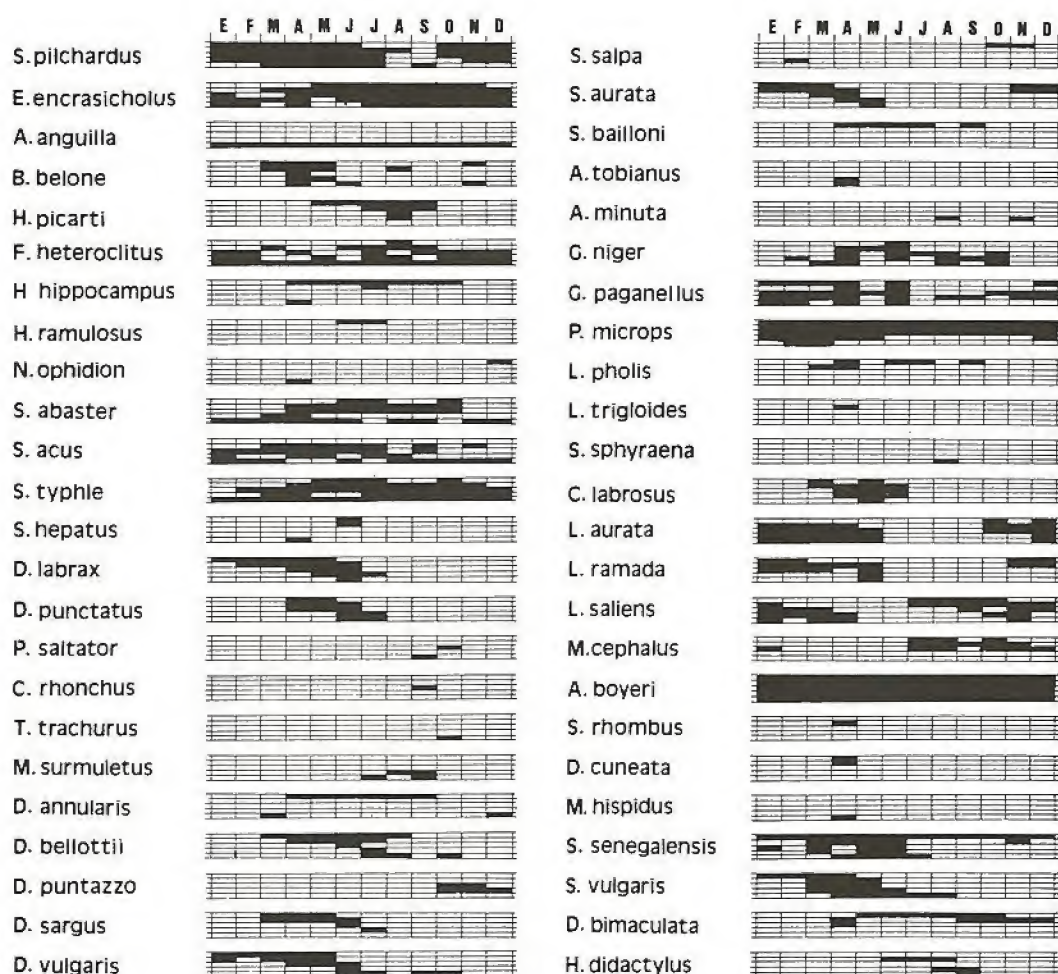 E F M A M J J A S O N D
S. pilchardus
E. encrasicholus
A. anguilla
B. belone
H. picarti
F. heteroclitus
H hippocampus
H. ramulosus
N. ophidion
S. abaster
S. acus
S. typhle
S. hepatus
D. labrax
D. punctatus
P. saltator
C. rhonchus
T. trachurus
M. surmuletus
D. annularis
D. bellottii
D. puntazzo
D. sargus
D. vulgaris
E F M A M J J A S O N D
S. salpa
S. aurata
S. bailloni
A. tobianus
A. minuta
G. niger
G. paganellus
P. microps
L. pholis
L. trigloides
S. sphyraena
C. labrosus
L. aurata
L. ramada
L. saliens
M. cephalus
A. boyeri
S. rhombus
D. cuneata
M. hispidus
S. senegalensis
S. vulgaris
D. bimaculata
H. didactylus